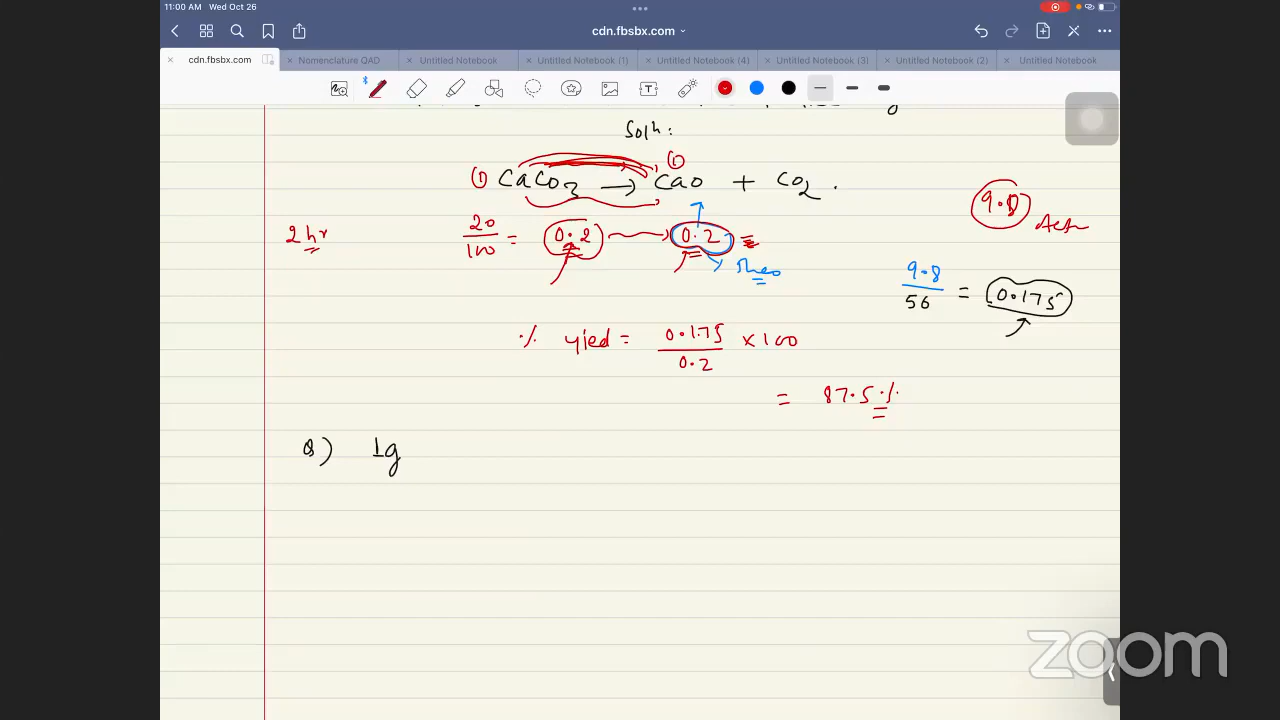 11:00 AM Wed Oct 26
cdn.fbsbx.com
cdn.fbsbx.com
Nomenclature QAD
Untitled Notebook
Untitled Notebook (1)
Untitled Notebook (4)
Untitled Notebook (3)
Untitled Notebook (2)
Untitled Notebook
Soln:
① CaCO3 → ① CaO + CO2.
2 hr
20/100 = 0.2 → 0.2
Theo
9.8
9.8/56 = 0.175
% yied = 0.175/0.2 × 100
= 87.5 %
Q) 1g
zoom